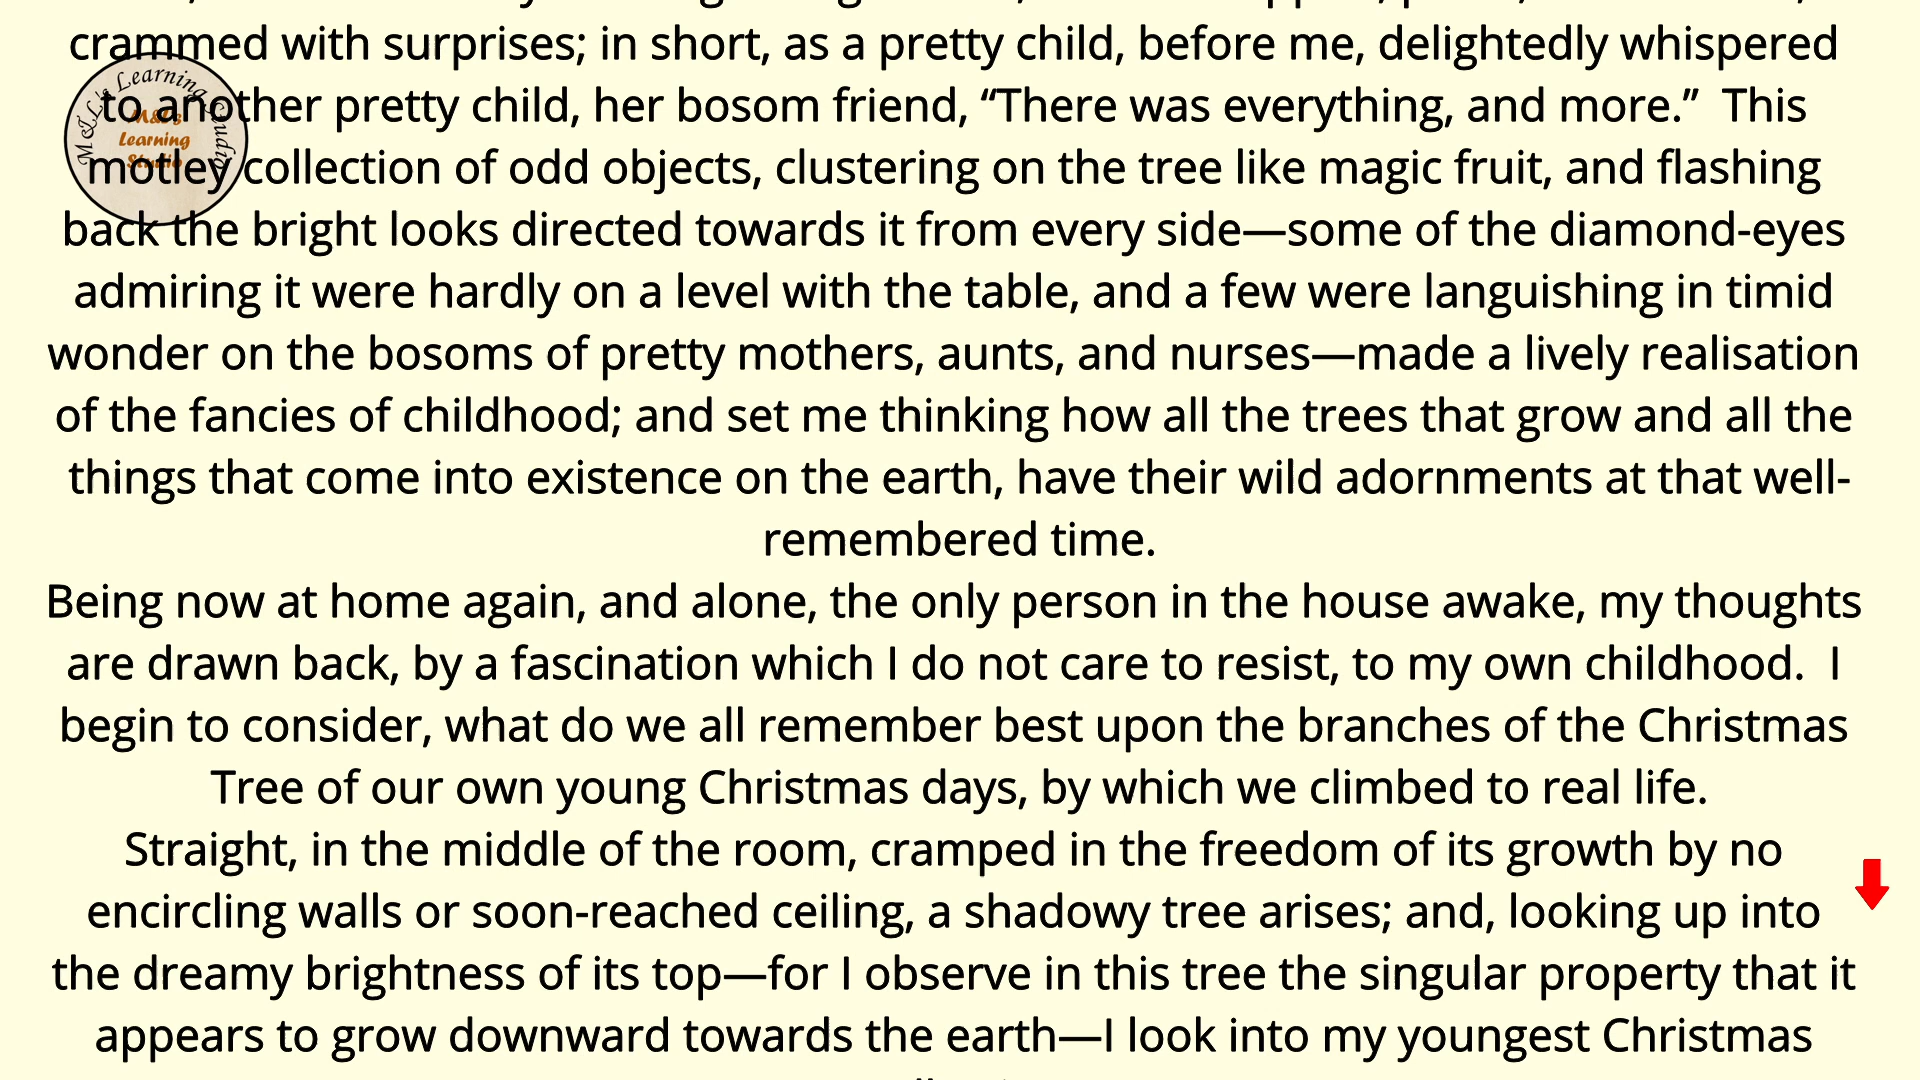 crammed with surprises; in short, as a pretty child, before me, delightedly whispered
to another pretty child, her bosom friend, “There was everything, and more.”  This
motley collection of odd objects, clustering on the tree like magic fruit, and flashing
back the bright looks directed towards it from every side—some of the diamond-eyes
admiring it were hardly on a level with the table, and a few were languishing in timid
wonder on the bosoms of pretty mothers, aunts, and nurses—made a lively realisation
of the fancies of childhood; and set me thinking how all the trees that grow and all the
things that come into existence on the earth, have their wild adornments at that well-
remembered time.
Being now at home again, and alone, the only person in the house awake, my thoughts
are drawn back, by a fascination which I do not care to resist, to my own childhood.  I
begin to consider, what do we all remember best upon the branches of the Christmas
Tree of our own young Christmas days, by which we climbed to real life.
Straight, in the middle of the room, cramped in the freedom of its growth by no
encircling walls or soon-reached ceiling, a shadowy tree arises; and, looking up into
the dreamy brightness of its top—for I observe in this tree the singular property that it
appears to grow downward towards the earth—I look into my youngest Christmas
M&L's Learning Studio
M&L's
Learning
Studio